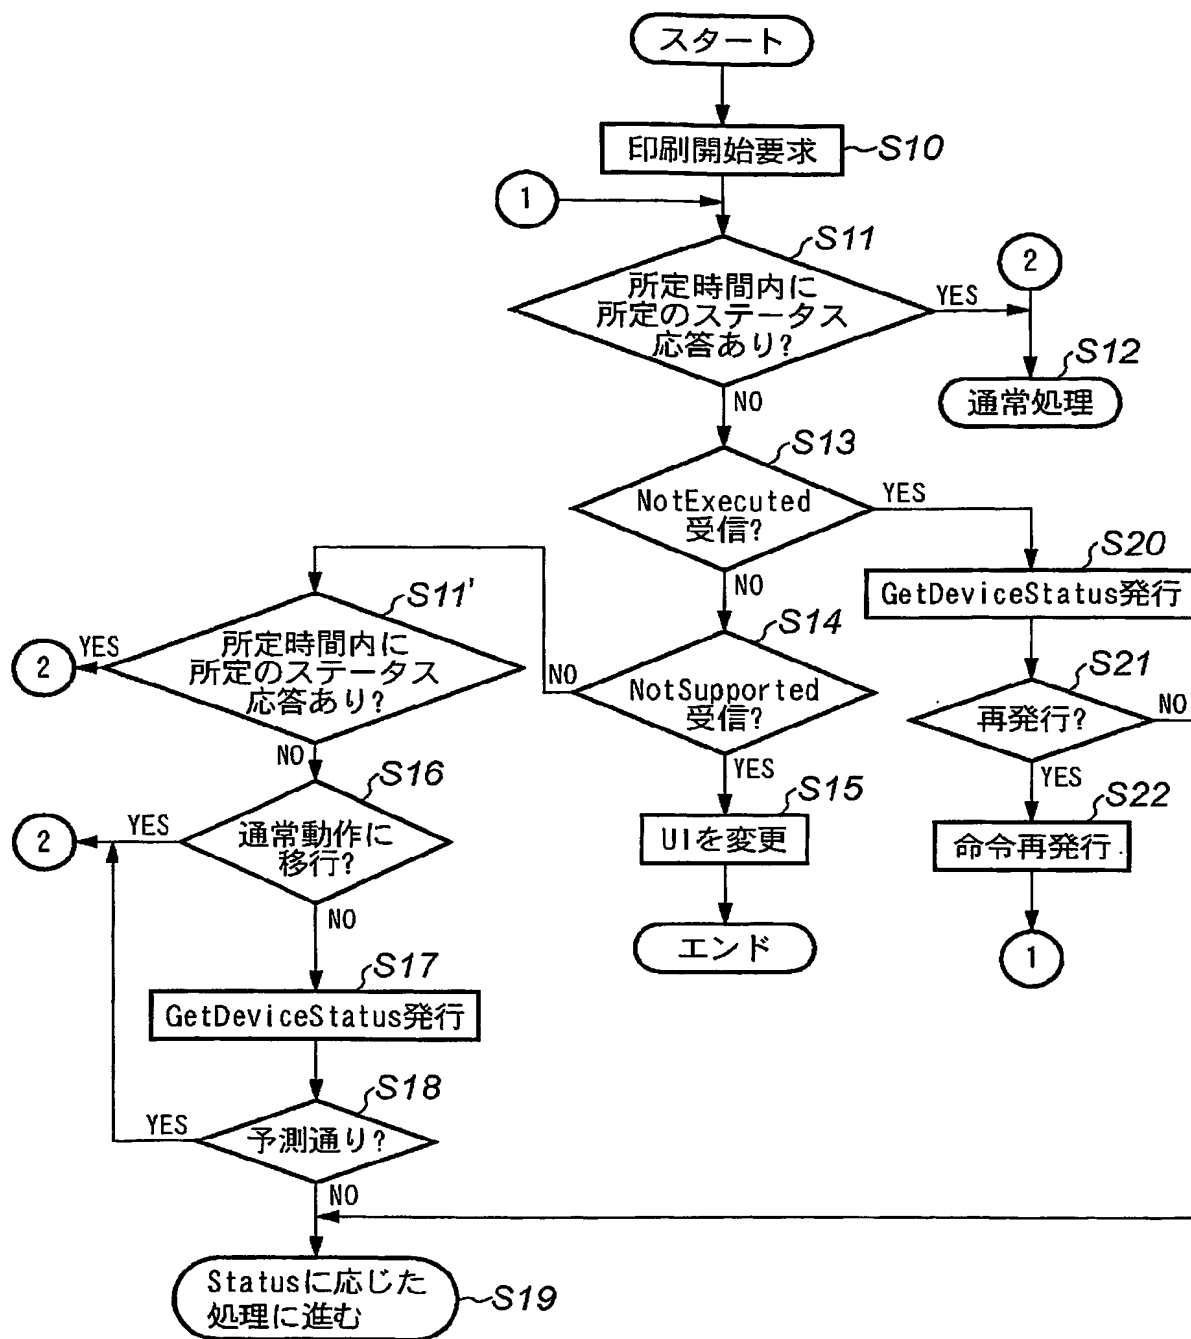 スタート
印刷開始要求
S10
1
S11
所定時間内に
所定のステータス
応答あり?
YES
2
S12
通常処理
NO
S13
NotExecuted
受信?
YES
S20
GetDeviceStatus発行
NO
S11'
所定時間内に
所定のステータス
応答あり?
YES
2
S14
NotSupported
受信?
NO
S21
再発行?
NO
NO
YES
YES
S16
通常動作に
移行?
YES
2
S15
UIを変更
S22
命令再発行
NO
エンド
1
S17
GetDeviceStatus発行
S18
予測通り?
YES
NO
Statusに応じた
処理に進む
S19